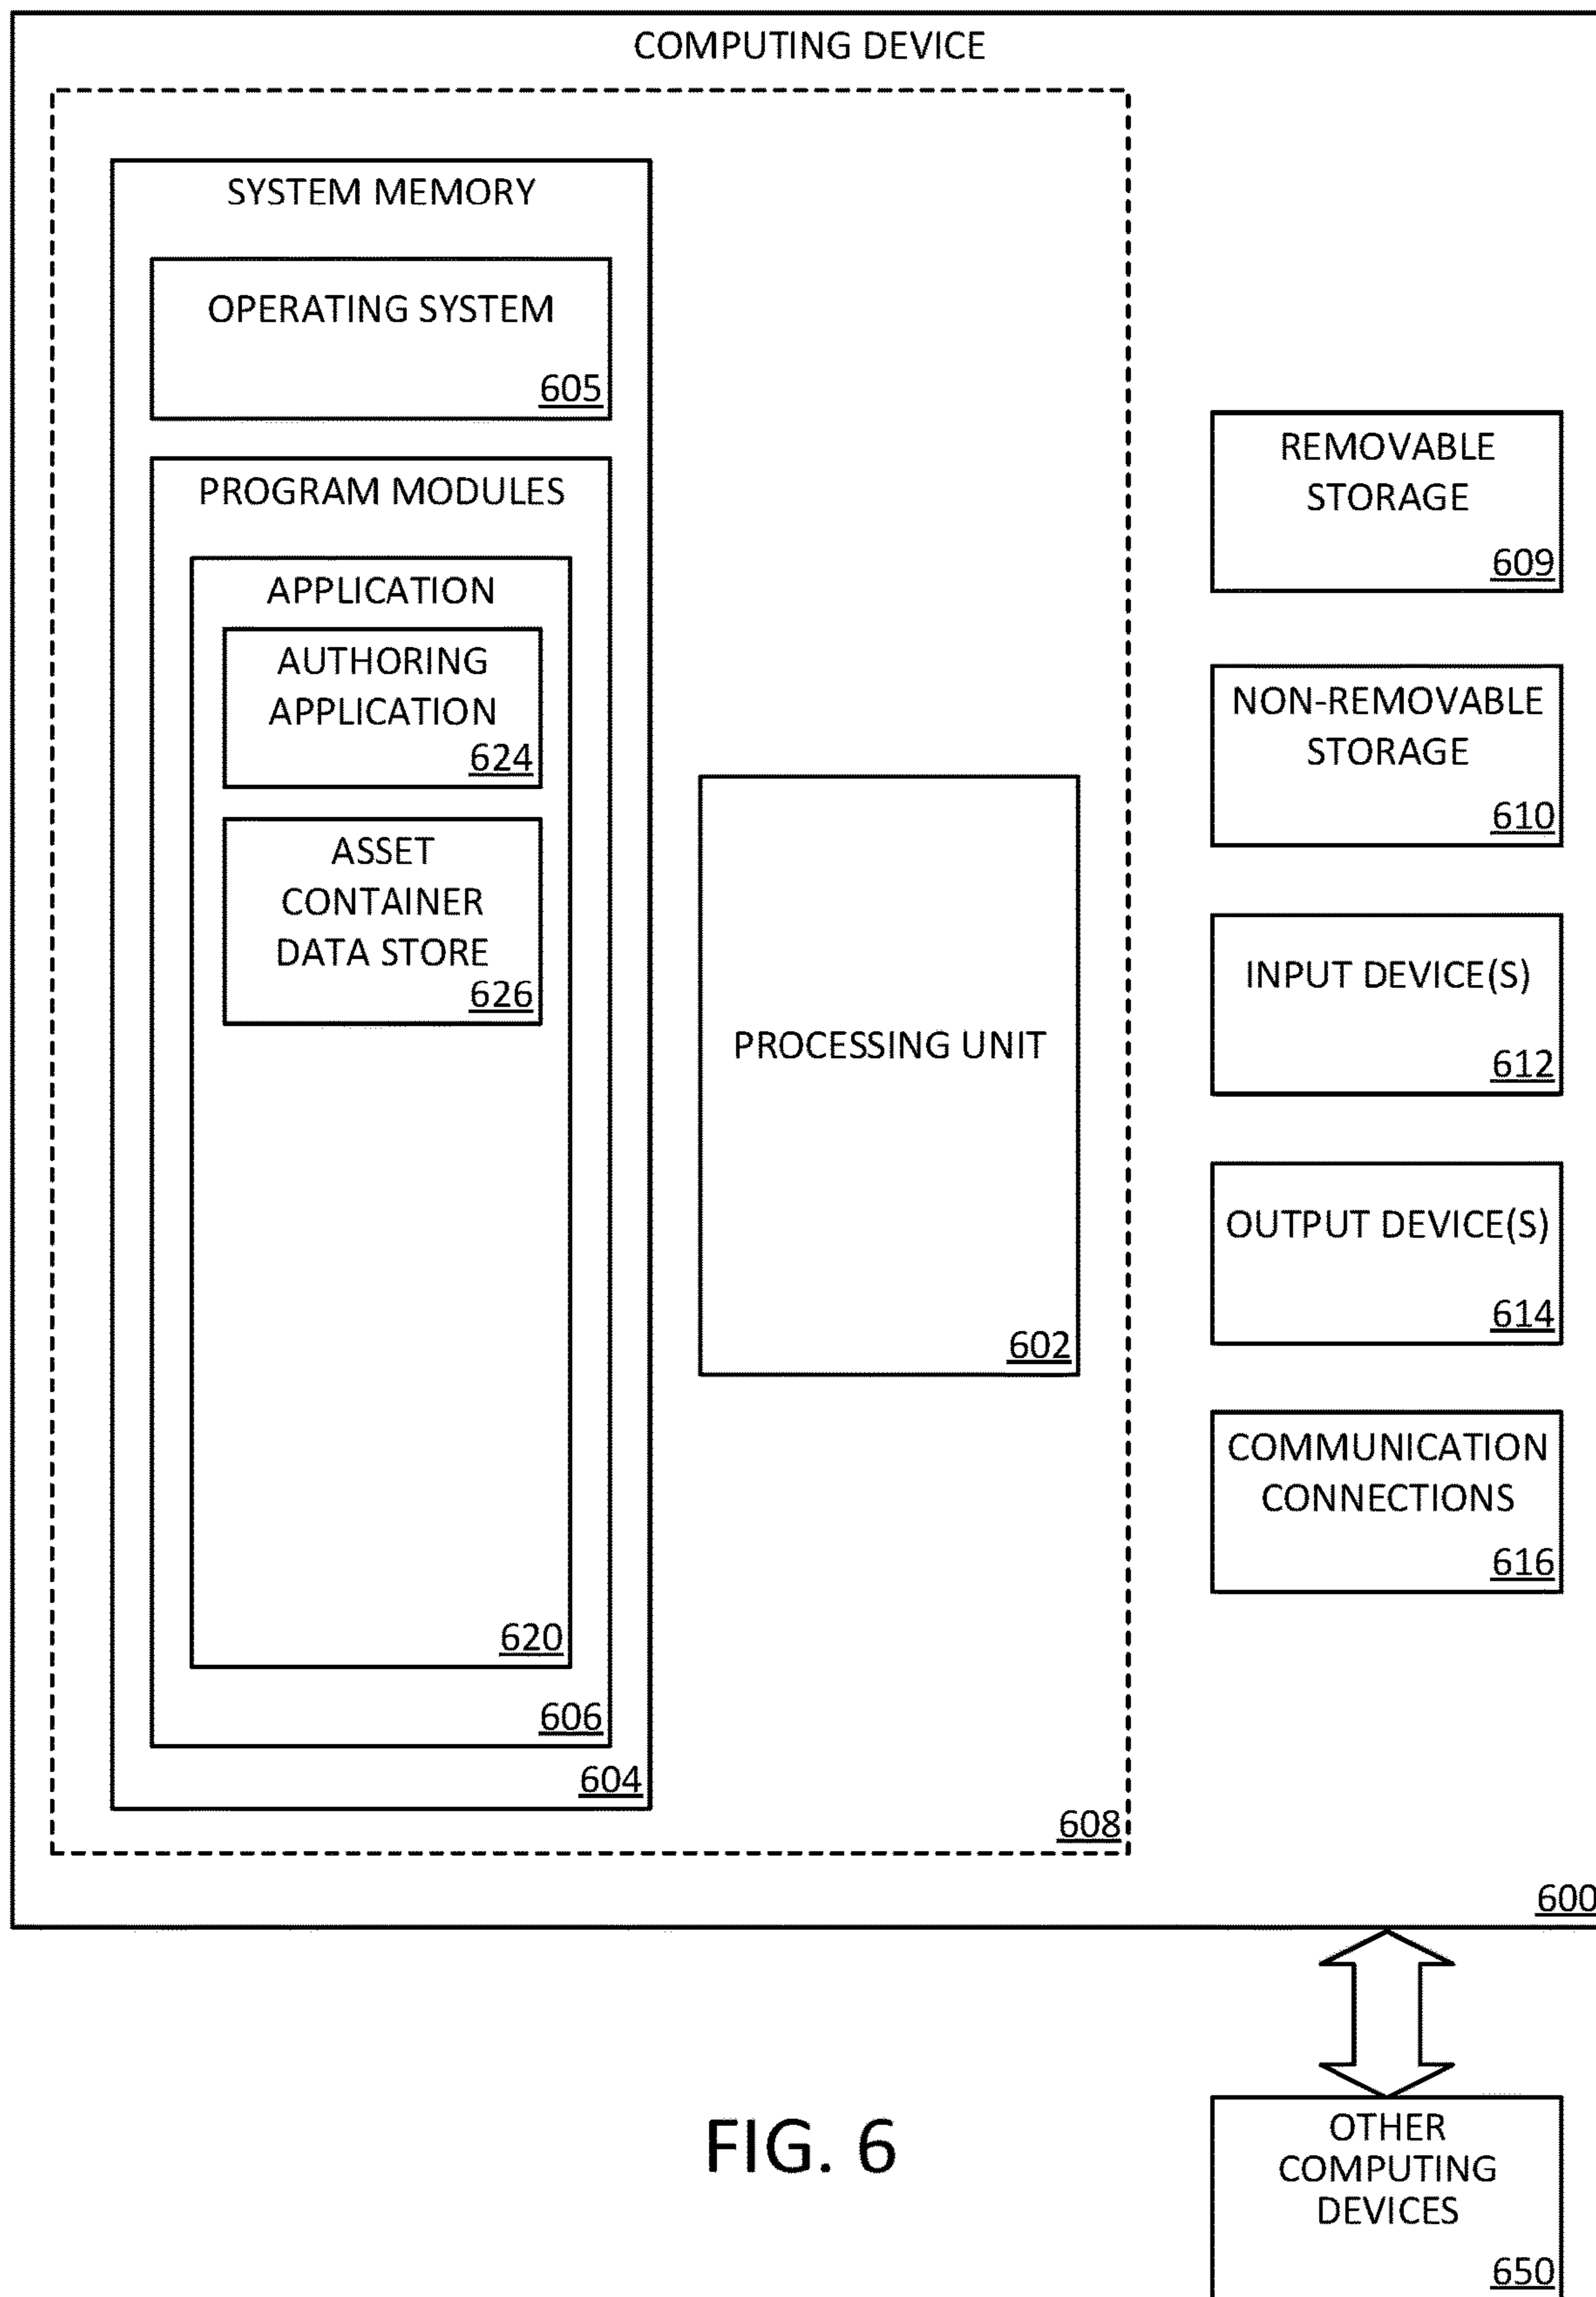 COMPUTING DEVICE
SYSTEM MEMORY
OPERATING SYSTEM
605
PROGRAM MODULES
APPLICATION
AUTHORING
APPLICATION
624
ASSET
CONTAINER
DATA STORE
626
620
606
604
PROCESSING UNIT
602
608
REMOVABLE
STORAGE
609
NON-REMOVABLE
STORAGE
610
INPUT DEVICE(S)
612
OUTPUT DEVICE(S)
614
COMMUNICATION
CONNECTIONS
616
600
OTHER
COMPUTING
DEVICES
650
FIG. 6